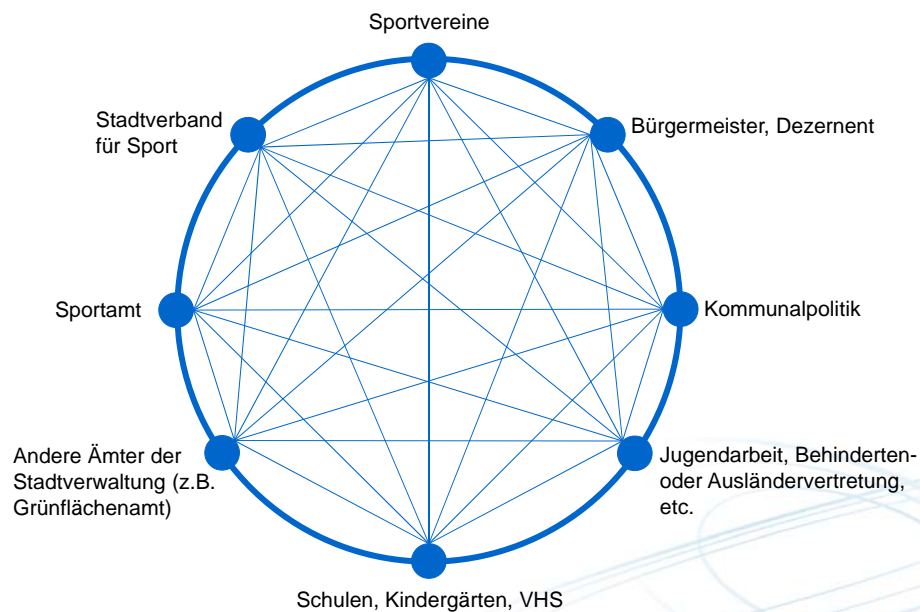 Sportvereine
Stadtverband
für Sport
Bürgermeister, Dezernent
Sportamt
Kommunalpolitik
Andere Ämter der
Stadtverwaltung (z.B.
Grünflächenamt)
Jugendarbeit, Behinderten-
oder Ausländervertretung,
etc.
Schulen, Kindergärten, VHS